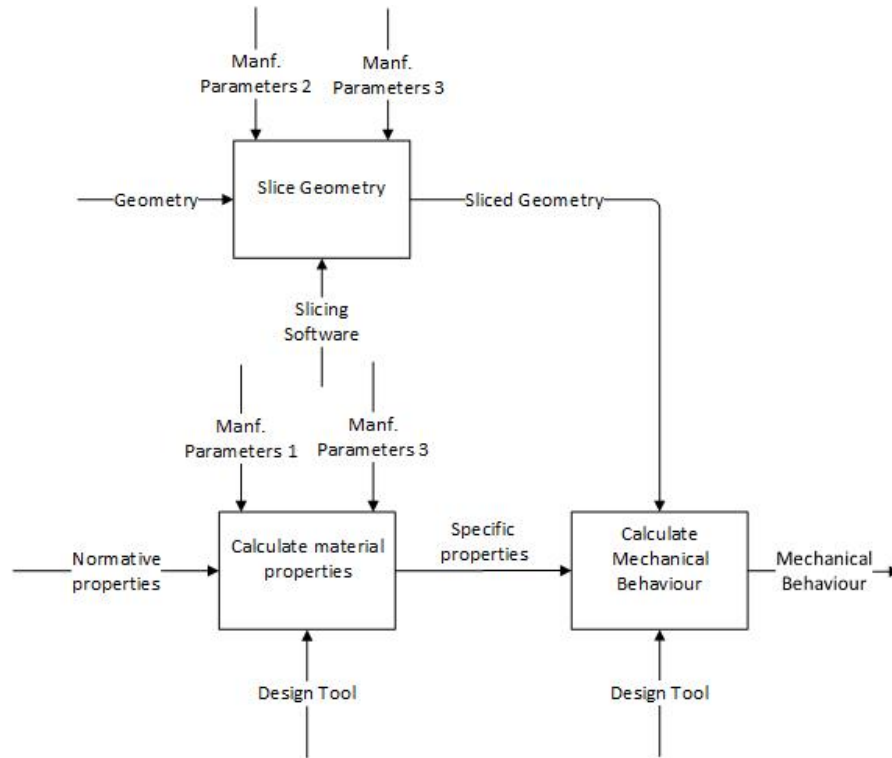 Manf.
Parameters 2
Manf.
Parameters 3
Geometry
Slice Geometry
Sliced Geometry
Slicing
Software
Manf.
Parameters 1
Manf.
Parameters 3
Normative
properties
Calculate material
properties
Specific
properties
Calculate
Mechanical
Behaviour
Mechanical
Behaviour
Design Tool
Design Tool